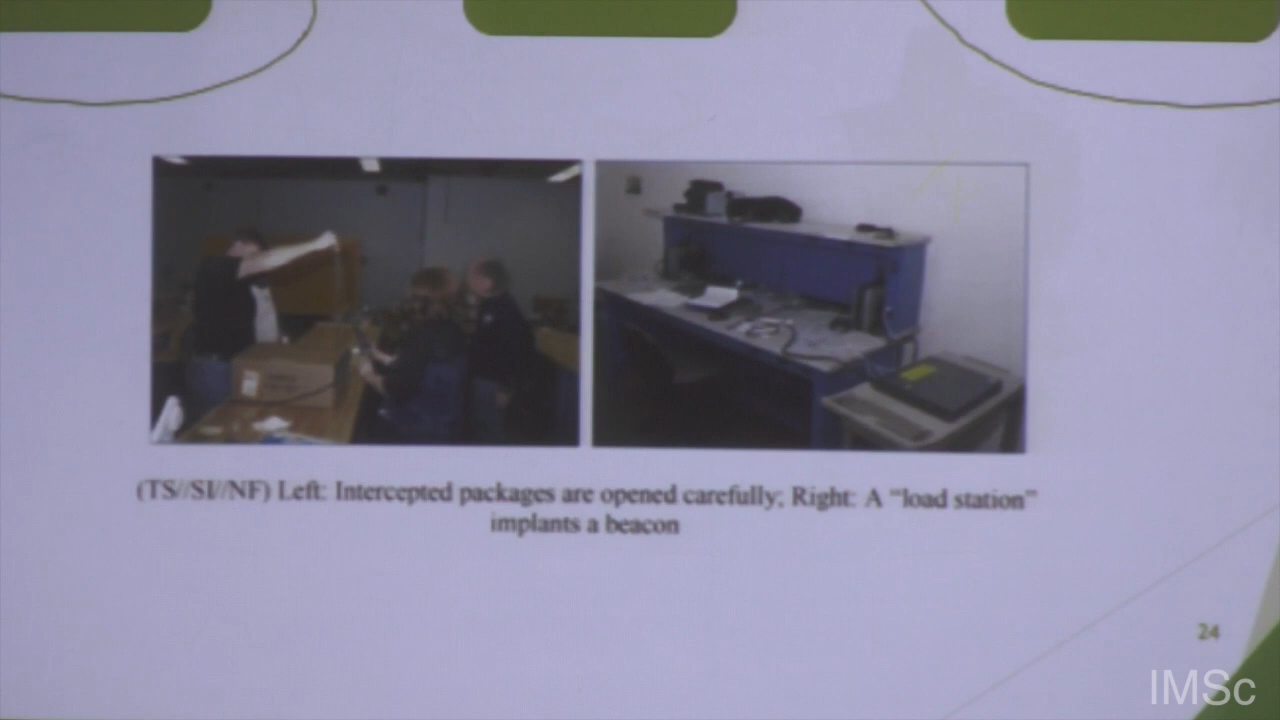 (TS//SI//NF) Left: Intercepted packages are opened carefully; Right: A “load station”
implants a beacon
24
IMSc